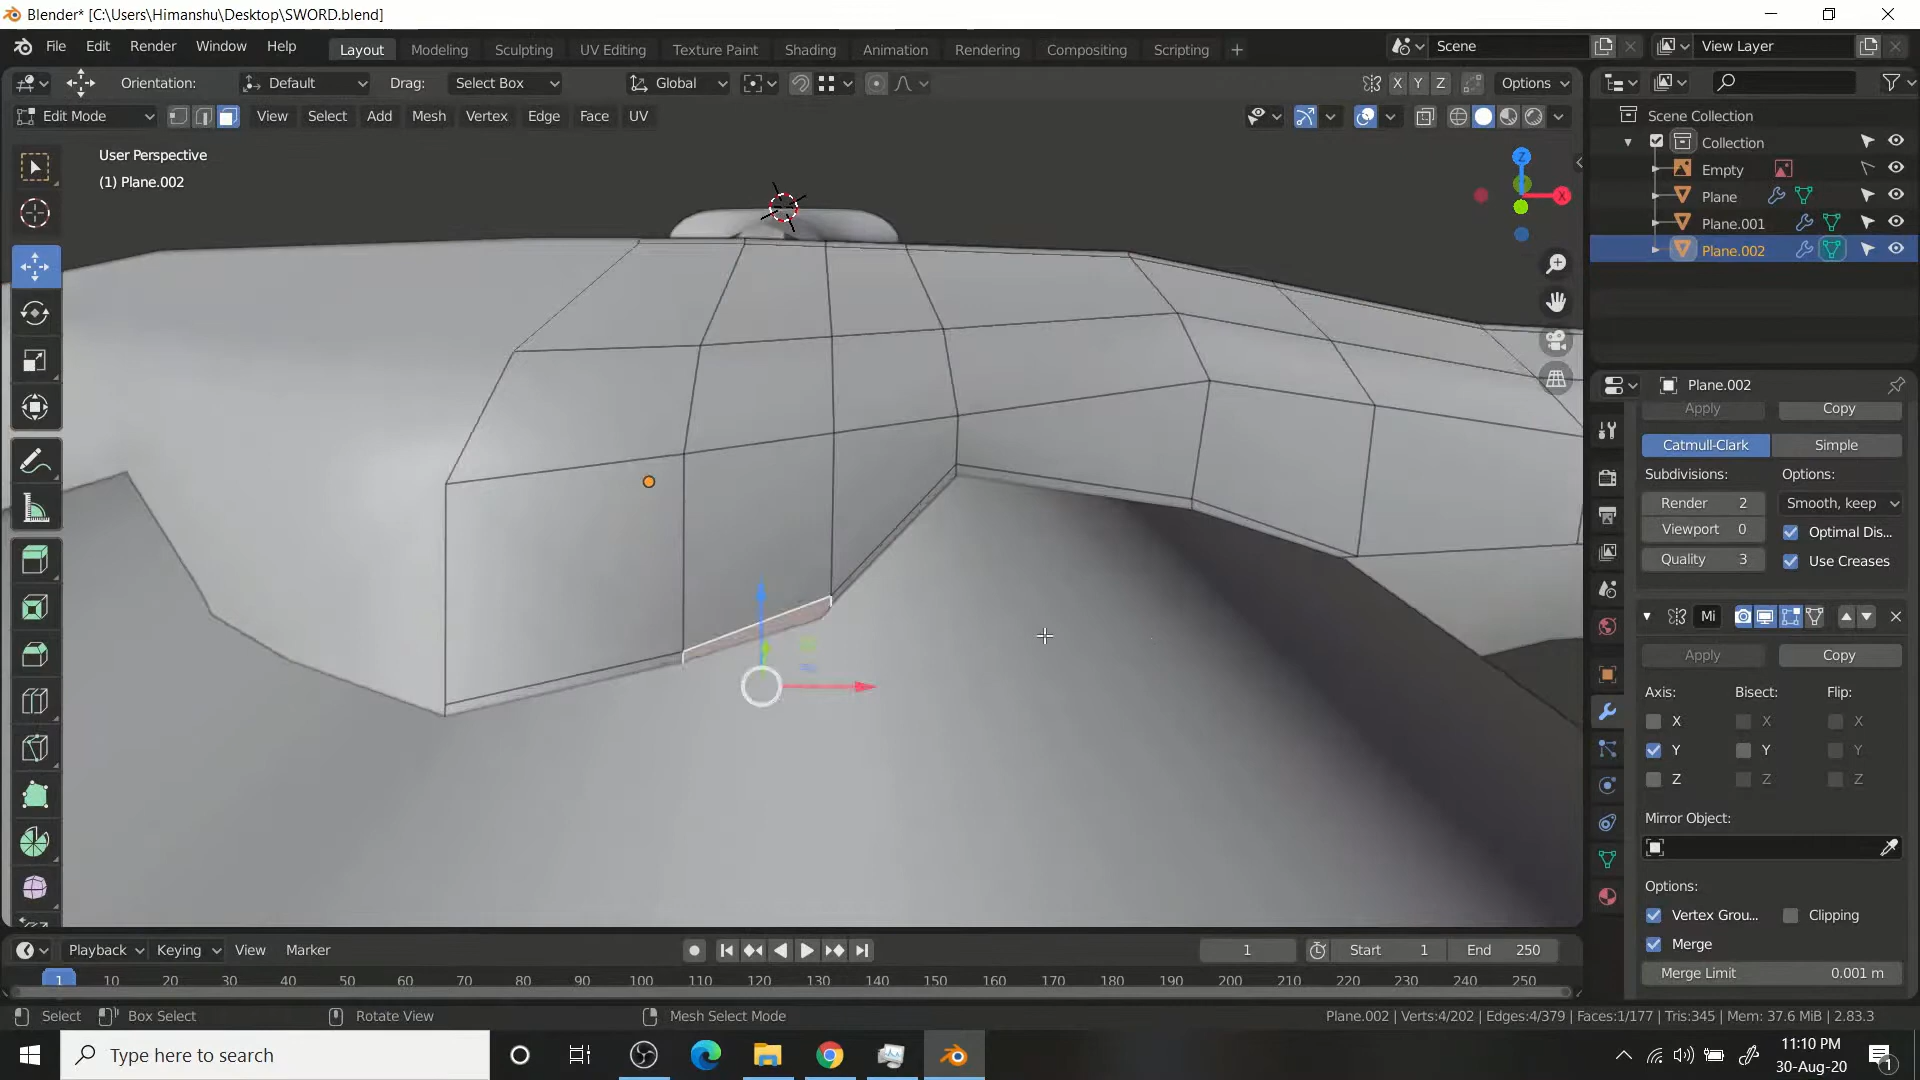 Blender* [C:\Users\Himanshu\Desktop\SWORD.blend]
File Edit Render Window Help Layout Modeling Sculpting UV Editing Texture Paint Shading Animation Rendering Compositing Scripting + Scene View Layer
Orientation: Default Drag: Select Box Global X Y Z Options
Edit Mode View Select Add Mesh Vertex Edge Face UV
User Perspective
(1) Plane.002
Z
X
Scene Collection
Collection
Empty
Plane
Plane.001
Plane.002
Plane.002
Apply Copy
Catmull-Clark Simple
Subdivisions: Options:
Render 2 Smooth, keep
Viewport 0 Optimal Dis...
Quality 3 Use Creases
Mi
Apply Copy
Axis: Bisect: Flip:
X X X
Y Y Y
Z Z Z
Mirror Object:
Options:
Vertex Grou... Clipping
Merge
Merge Limit 0.001 m
Playback Keying View Marker 1 Start 1 End 250
1 10 20 30 40 50 60 70 80 90 100 110 120 130 140 150 160 170 180 190 200 210 220 230 240 250
Select Box Select Rotate View Mesh Select Mode Plane.002 | Verts:4/202 | Edges:4/379 | Faces:1/177 | Tris:345 | Mem: 37.6 MiB | 2.83.3
Type here to search
11:10 PM
30-Aug-20
1